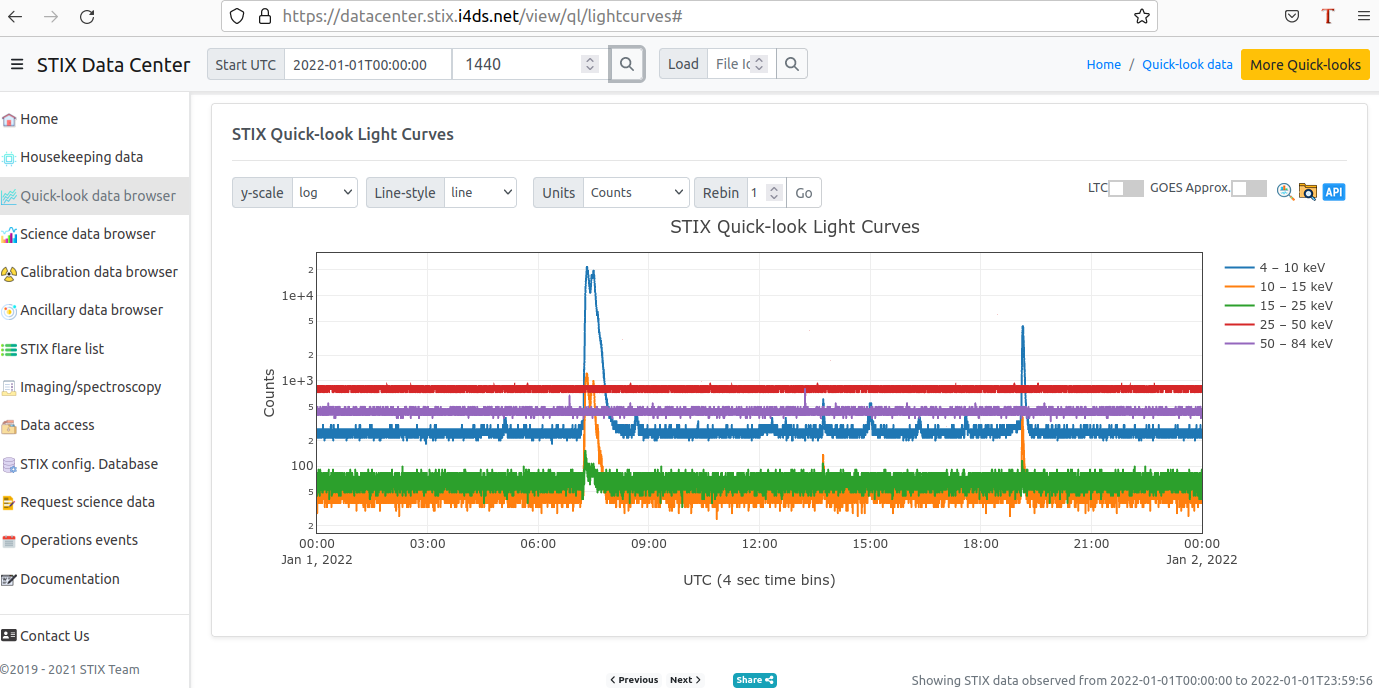 https://datacenter.stix.i4ds.net/view/ql/lightcurves#
T
STIX Data Center
Start UTC 2022-01-01T00:00:00 1440
Load File Ic
Home / Quick-look data More Quick-looks
Home
Housekeeping data
Quick-look data browser
Science data browser
Calibration data browser
Ancillary data browser
STIX flare list
Imaging/spectroscopy
Data access
STIX config. Database
Request science data
Operations events
Documentation
Contact Us
©2019 - 2021 STIX Team
STIX Quick-look Light Curves
y-scale log Line-style line Units Counts Rebin 1 Go
LTC GOES Approx. API
STIX Quick-look Light Curves
2
1e+4
5
2
1e+3
5
2
100
5
2
Counts
00:00 03:00 06:00 09:00 12:00 15:00 18:00 21:00 00:00
Jan 1, 2022 Jan 2, 2022
UTC (4 sec time bins)
4 – 10 keV
10 – 15 keV
15 – 25 keV
25 – 50 keV
50 – 84 keV
Previous Next Share
Showing STIX data observed from 2022-01-01T00:00:00 to 2022-01-01T23:59:56